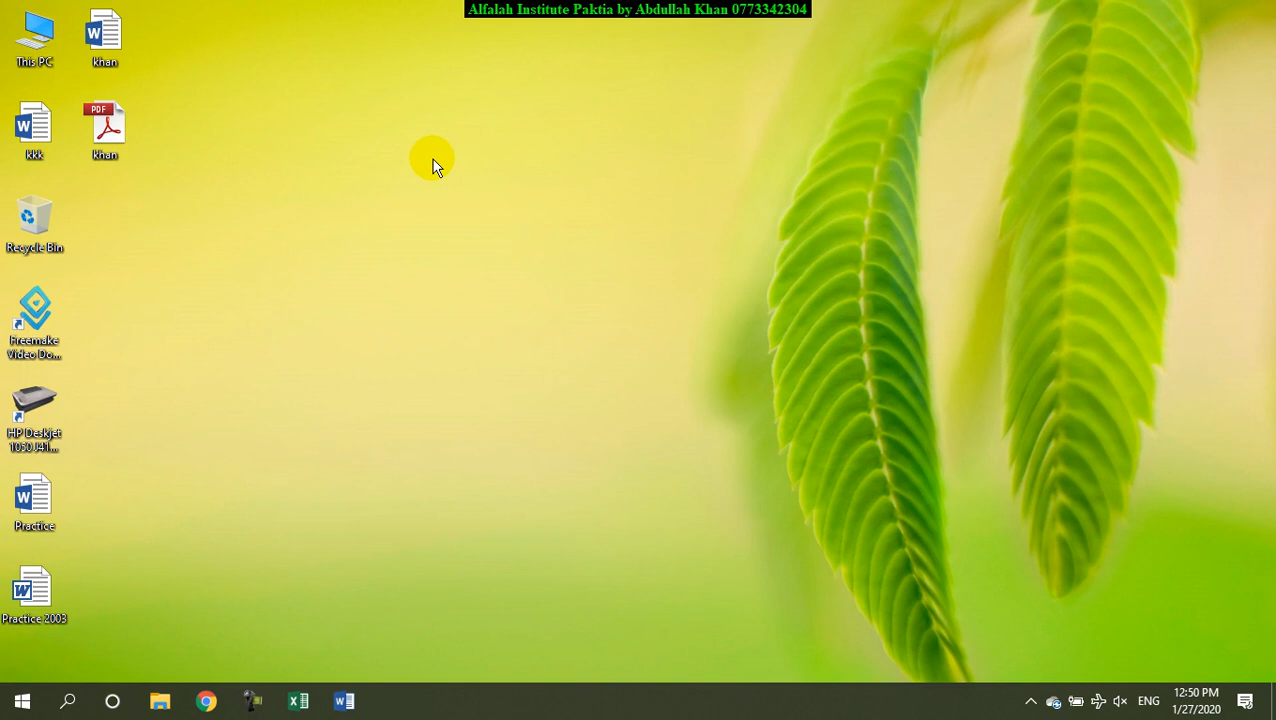 Alfalah Institute Paktia by Abdullah Khan 0773342304
This PC
khan
kkk
PDF
khan
Recycle Bin
Freemake
Video Do...
HP Deskjet
1050 J41...
Practice
Practice 2003
ENG
12:50 PM
1/27/2020